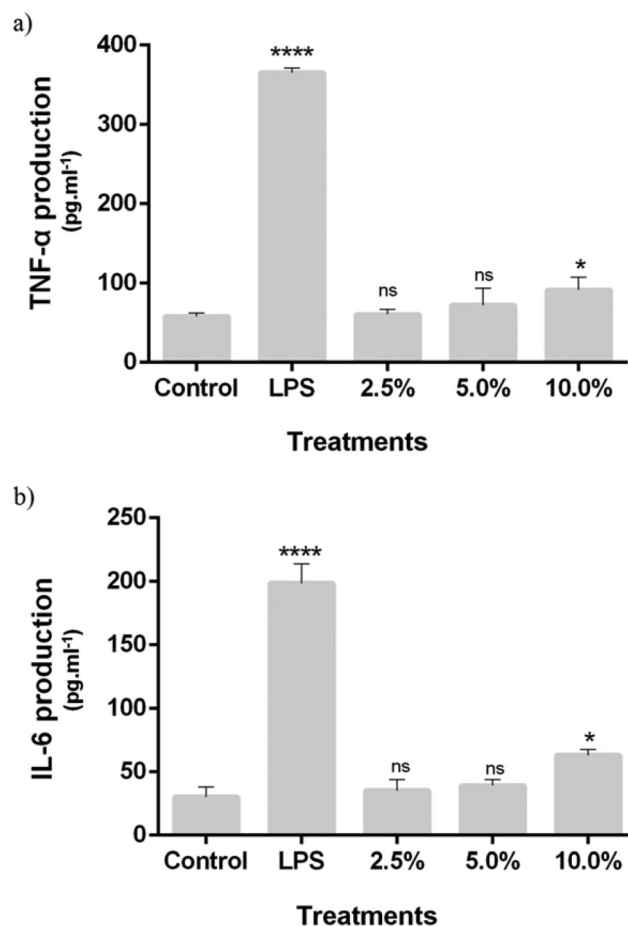 a)
TNF-α production
(pg.ml⁻¹)
400
300
200
100
0
****
ns
ns
*
Control LPS 2.5% 5.0% 10.0%
Treatments
b)
IL-6 production
(pg.ml⁻¹)
250
200
150
100
50
0
****
ns
ns
*
Control LPS 2.5% 5.0% 10.0%
Treatments